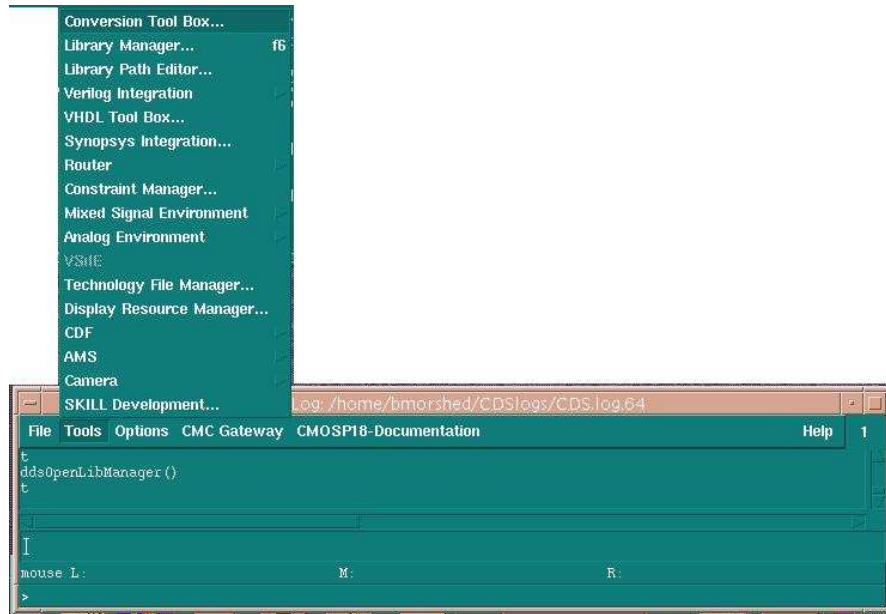 Conversion Tool Box...
Library Manager... f6
Library Path Editor...
Verilog Integration
VHDL Tool Box...
Synopsys Integration...
Router
Constraint Manager...
Mixed Signal Environment
Analog Environment
Technology File Manager...
Display Resource Manager...
CDF
AMS
Camera
SKILL Development...
Log: /home/bmorshed/CDSlogs/CDS.log.64
File Tools Options CMC Gateway CMOSP18-Documentation Help 1
t
ddsOpenLibManager()
t
mouse L: M: R:
>